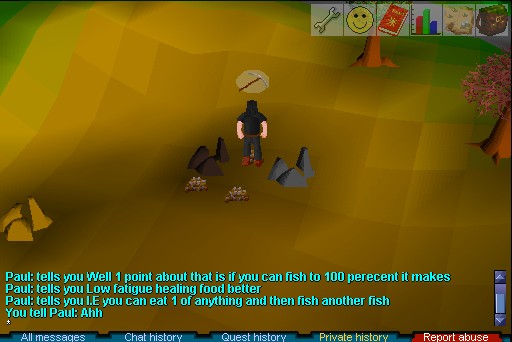 Paul: tells you Well 1 point about that is if you can fish to 100 perecent it makes
Paul: tells you Low fatigue healing food better
Paul: tells you I.E you can eat 1 of anything and then fish another fish
You tell Paul: Ahh
*
All messages Chat history Quest history Private history Report abuse